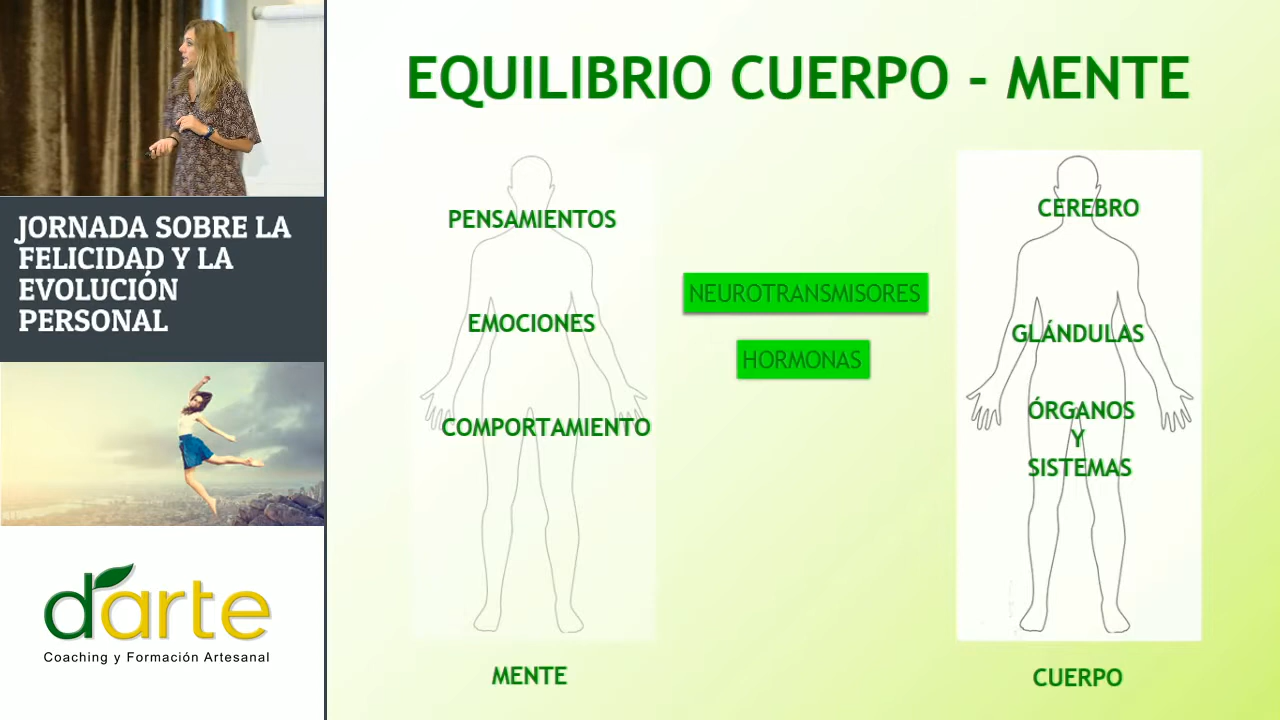 JORNADA SOBRE LA
FELICIDAD Y LA
EVOLUCIÓN
PERSONAL
d'arte
Coaching y Formación Artesanal
EQUILIBRIO CUERPO - MENTE
PENSAMIENTOS
EMOCIONES
COMPORTAMIENTO
MENTE
NEUROTRANSMISORES
HORMONAS
CEREBRO
GLÁNDULAS
ÓRGANOS
Y
SISTEMAS
CUERPO